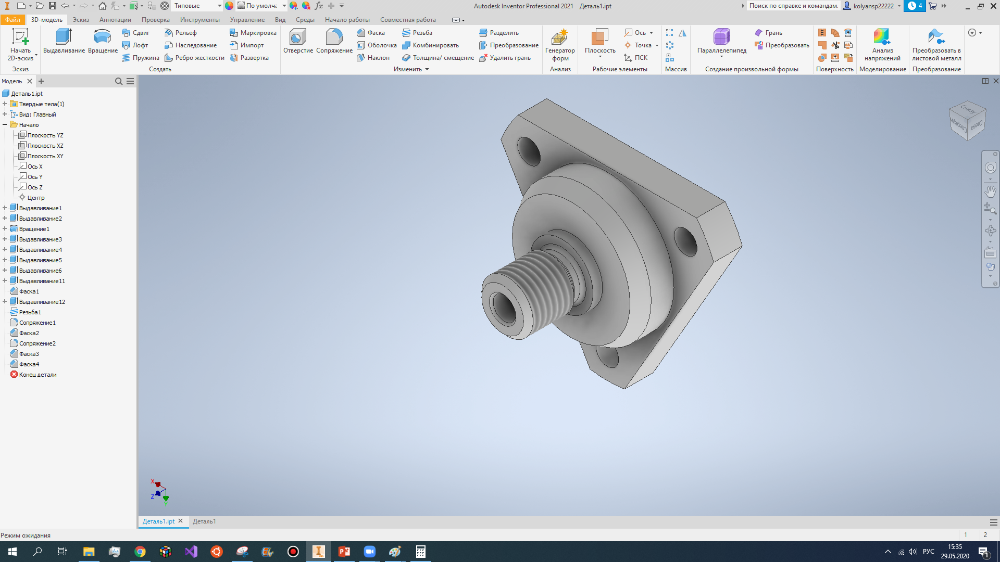 Типовые
По умолча
fx
Autodesk Inventor Professional 2021 Деталь1.ipt
Поиск по справке и командам.
kolyansp22222
4
Файл 3D-модель Эскиз Аннотации Проверка Инструменты Управление Вид Среды Начало работы Совместная работа
Начать
2D-эскиз
Эскиз
Выдавливание
Вращение
Сдвиг
Лофт
Пружина
Рельеф
Наследование
Ребро жесткости
Маркировка
Импорт
Развертка
Создать
Отверстие
Сопряжение
Фаска
Оболочка
Наклон
Резьба
Комбинировать
Толщина/ смещение
Разделить
Преобразование
Удалить грань
Изменить
Генератор
форм
Анализ
Плоскость
Ось
Точка
ПСК
Рабочие элементы
Массив
Параллелепипед
Грань
Преобразовать
Создание произвольной формы
Поверхность
Анализ
напряжений
Моделирование
Преобразовать в
листовой металл
Преобразование
Модель
Деталь1.ipt
Твердые тела(1)
Вид: Главный
Начало
Плоскость YZ
Плоскость XZ
Плоскость XY
Ось X
Ось Y
Ось Z
Центр
Выдавливание1
Выдавливание2
Вращение1
Выдавливание3
Выдавливание4
Выдавливание5
Выдавливание6
Выдавливание11
Фаска1
Выдавливание12
Резьба1
Сопряжение1
Фаска2
Сопряжение2
Фаска3
Фаска4
Конец детали
Снизу
Спереди
Слева
X
Z
Y
Деталь1.ipt
Деталь1
Режим ожидания
1 2
РУС
15:35
29.05.2020
1